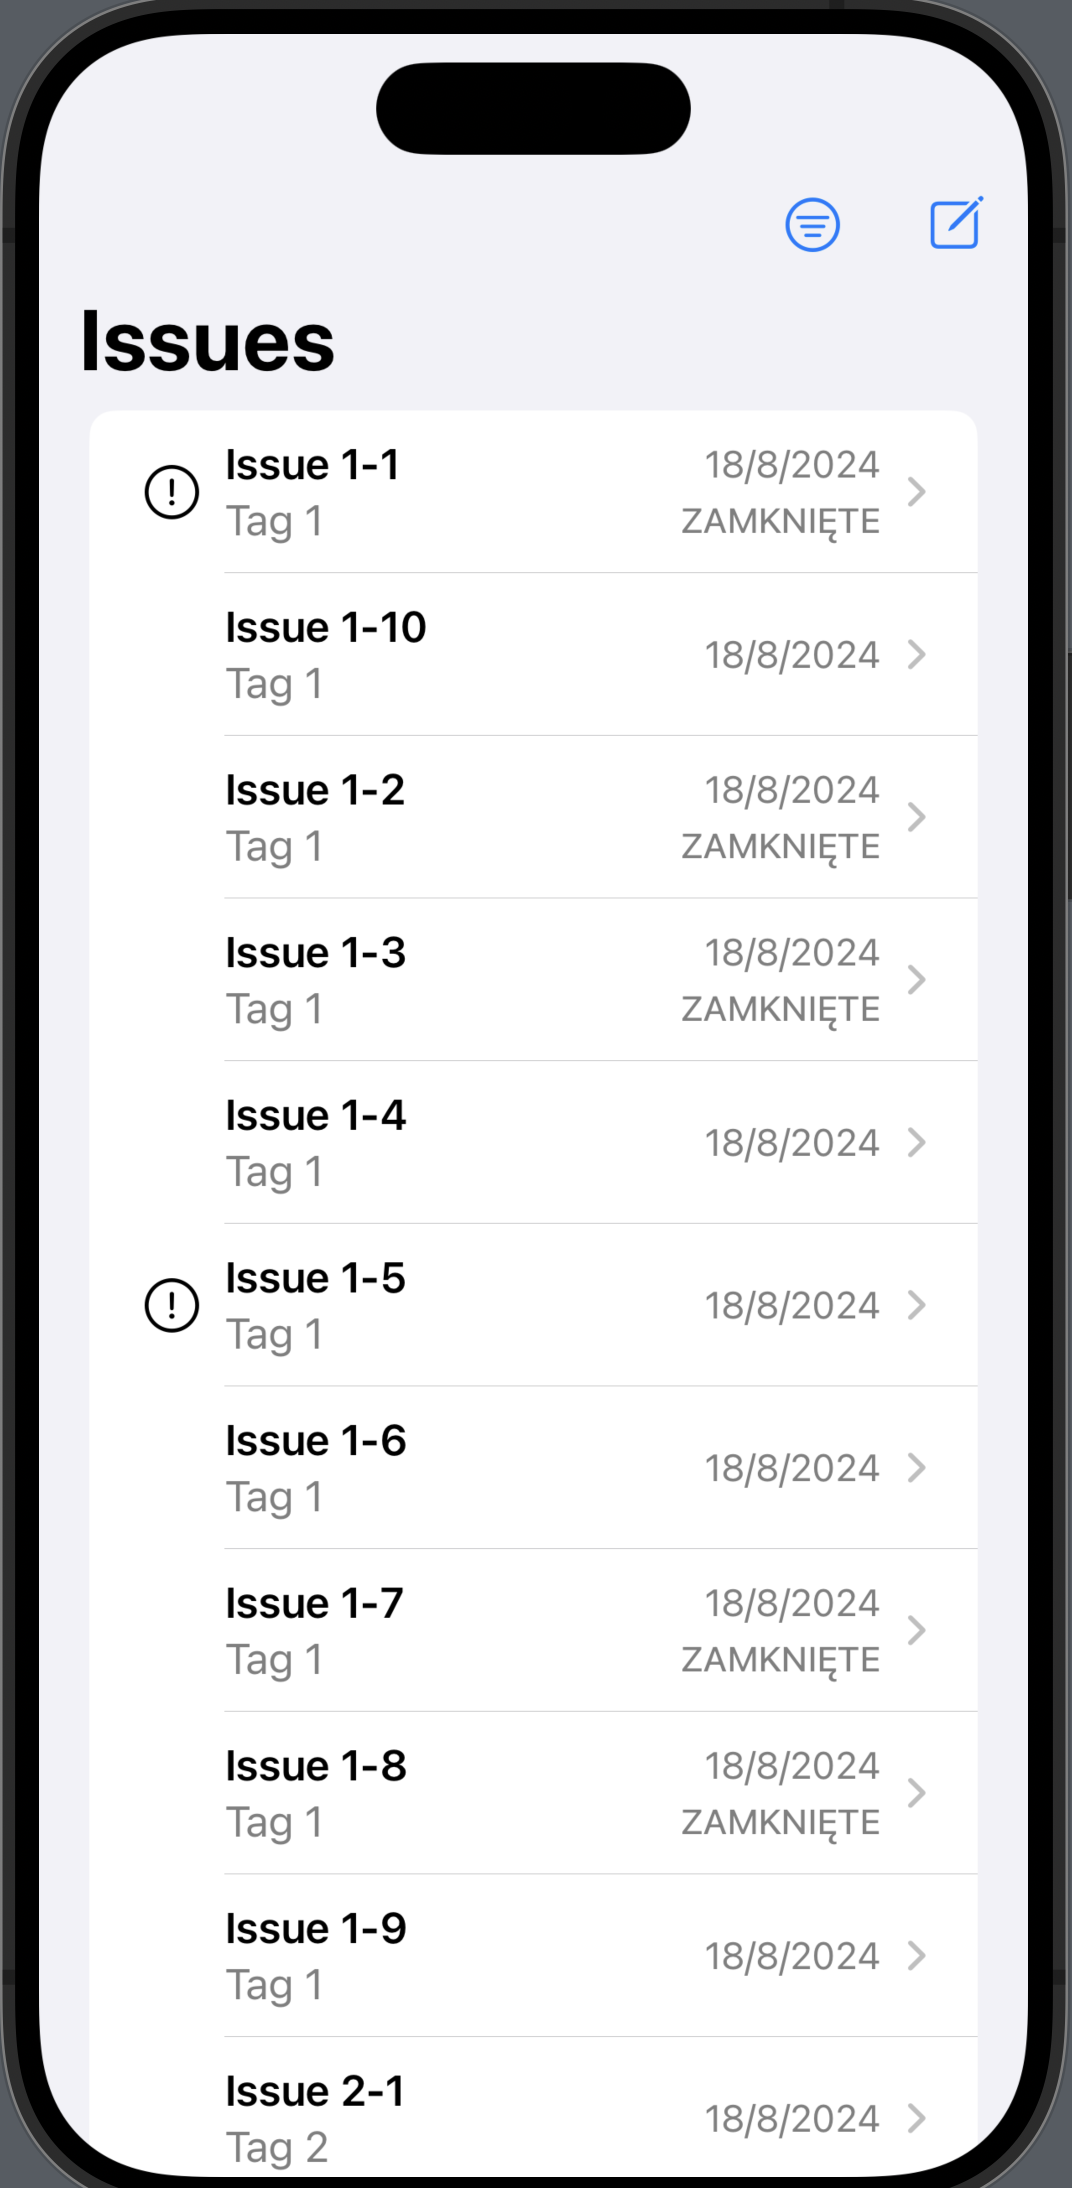 Issues
Issue 1-1
18/8/2024
Tag 1
ZAMKNIĘTE
Issue 1-10
18/8/2024
Tag 1
Issue 1-2
18/8/2024
Tag 1
ZAMKNIĘTE
Issue 1-3
18/8/2024
Tag 1
ZAMKNIĘTE
Issue 1-4
18/8/2024
Tag 1
Issue 1-5
18/8/2024
Tag 1
Issue 1-6
18/8/2024
Tag 1
Issue 1-7
18/8/2024
Tag 1
ZAMKNIĘTE
Issue 1-8
18/8/2024
Tag 1
ZAMKNIĘTE
Issue 1-9
18/8/2024
Tag 1
Issue 2-1
18/8/2024
Tag 2